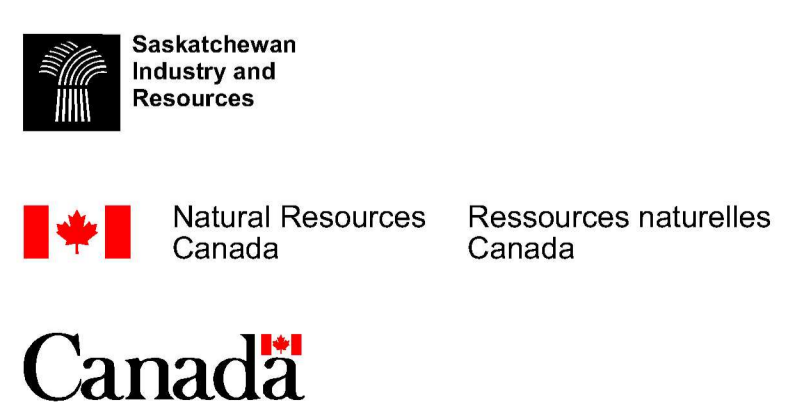 Saskatchewan
Industry and
Resources
Natural Resources
Canada
Ressources naturelles
Canada
Canada